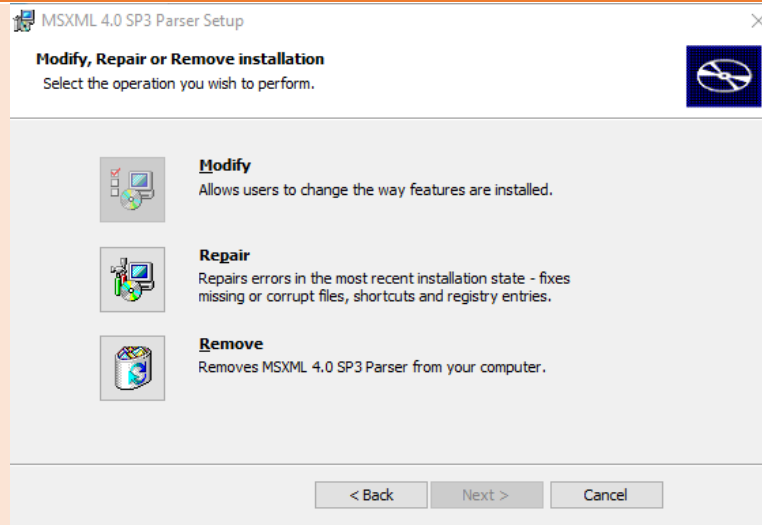 MSXML 4.0 SP3 Parser Setup
Modify, Repair or Remove installation
Select the operation you wish to perform.
Modify
Allows users to change the way features are installed.
Repair
Repairs errors in the most recent installation state - fixes
missing or corrupt files, shortcuts and registry entries.
Remove
Removes MSXML 4.0 SP3 Parser from your computer.
< Back Next > Cancel